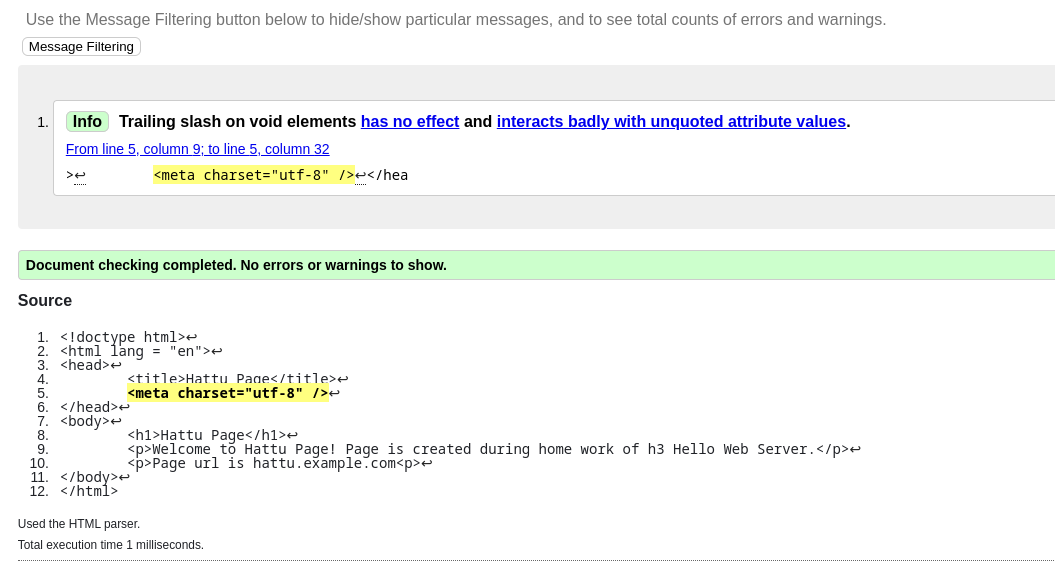 Use the Message Filtering button below to hide/show particular messages, and to see total counts of errors and warnings.
Message Filtering
1. Info Trailing slash on void elements has no effect and interacts badly with unquoted attribute values.
From line 5, column 9; to line 5, column 32
>↩        <meta charset="utf-8" />↩</hea
Document checking completed. No errors or warnings to show.
Source
1. <!doctype html>↩
2. <html lang = "en">↩
3. <head>↩
4.         <title>Hattu Page</title>↩
5.         <meta charset="utf-8" />↩
6. </head>↩
7. <body>↩
8.         <h1>Hattu Page</h1>↩
9.         <p>Welcome to Hattu Page! Page is created during home work of h3 Hello Web Server.</p>↩
10.         <p>Page url is hattu.example.com<p>↩
11. </body>↩
12. </html>
Used the HTML parser.
Total execution time 1 milliseconds.